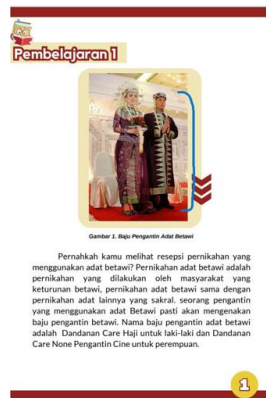 Pembelajaran 1
Gambar 1. Baju Pengantin Adat Betawi
Pernahkah kamu melihat resepsi pernikahan yang
menggunakan adat betawi? Pernikahan adat betawi adalah
pernikahan yang dilakukan oleh masyarakat yang
keturunan betawi, pernikahan adat betawi sama dengan
pernikahan adat lainnya yang sakral. seorang pengantin
yang menggunakan adat Betawi pasti akan mengenakan
baju pengantin betawi. Nama baju pengantin adat betawi
adalah Dandanan Care Haji untuk laki-laki dan Dandanan
Care None Pengantin Cine untuk perempuan.
1